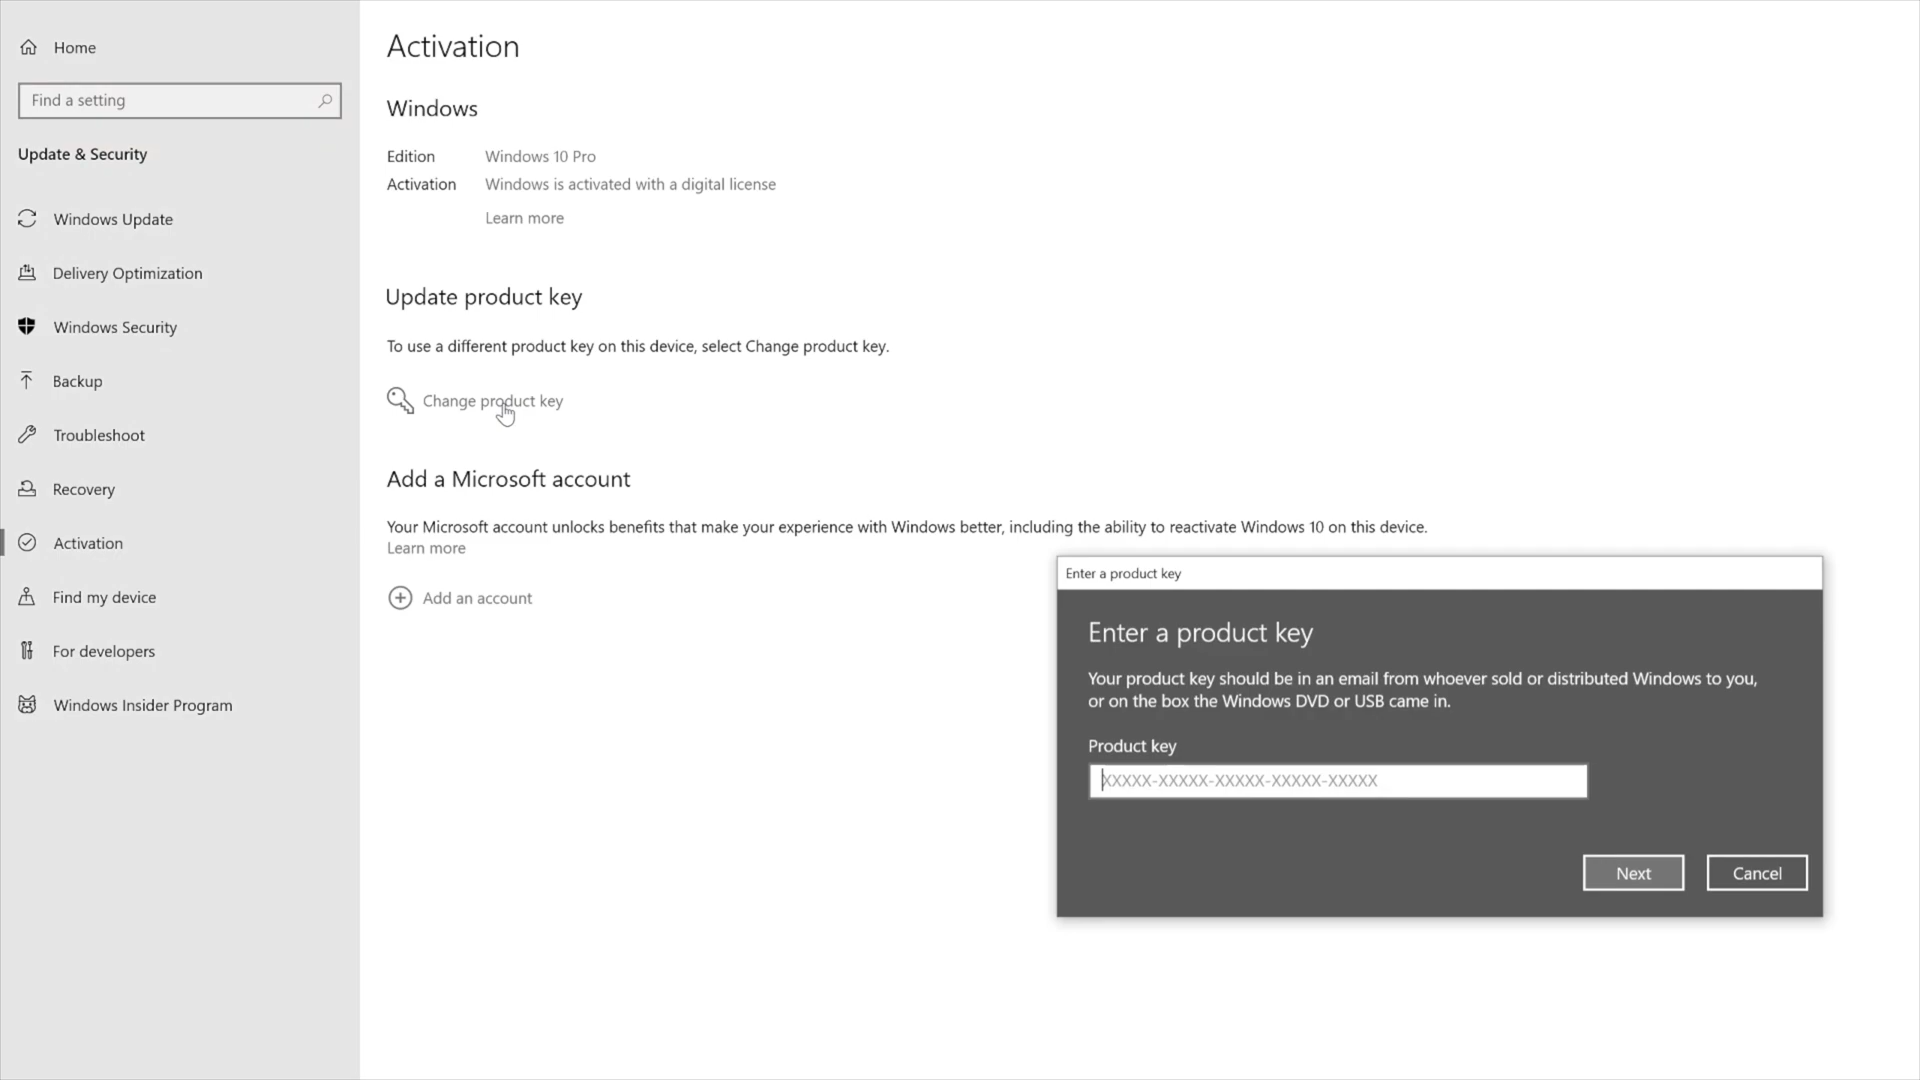 Home
Find a setting
Update & Security
Windows Update
Delivery Optimization
Windows Security
Backup
Troubleshoot
Recovery
Activation
Find my device
For developers
Windows Insider Program
Activation
Windows
Edition Windows 10 Pro
Activation Windows is activated with a digital license
Learn more
Update product key
To use a different product key on this device, select Change product key.
Change product key
Add a Microsoft account
Your Microsoft account unlocks benefits that make your experience with Windows better, including the ability to reactivate Windows 10 on this device.
Learn more
Add an account
Enter a product key
Enter a product key
Your product key should be in an email from whoever sold or distributed Windows to you,
or on the box the Windows DVD or USB came in.
Product key
XXXXX-XXXXX-XXXXX-XXXXX-XXXXX
Next Cancel